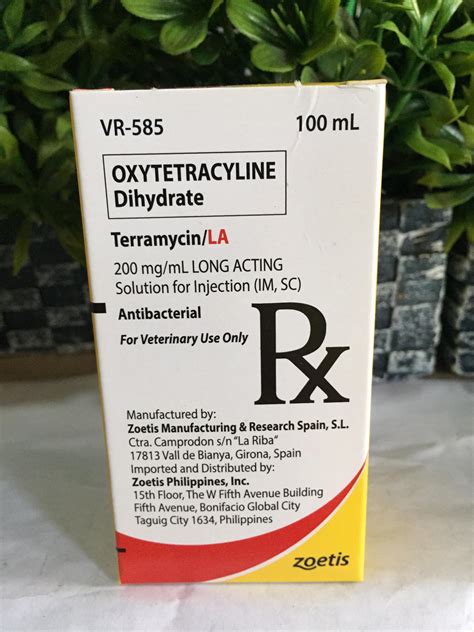 VR-585 100 mL
OXYTETRACYLINE
Dihydrate
Terramycin/LA
200 mg/mL LONG ACTING
Solution for Injection (IM, SC)
Antibacterial
For Veterinary Use Only
Rx
Manufactured by:
Zoetis Manufacturing & Research Spain, S.L.
Ctra. Camprodon s/n "La Riba"
17813 Vall de Bianya, Girona, Spain
Imported and Distributed by:
Zoetis Philippines, Inc.
15th Floor, The W Fifth Avenue Building
Fifth Avenue, Bonifacio Global City
Taguig City 1634, Philippines
zoetis